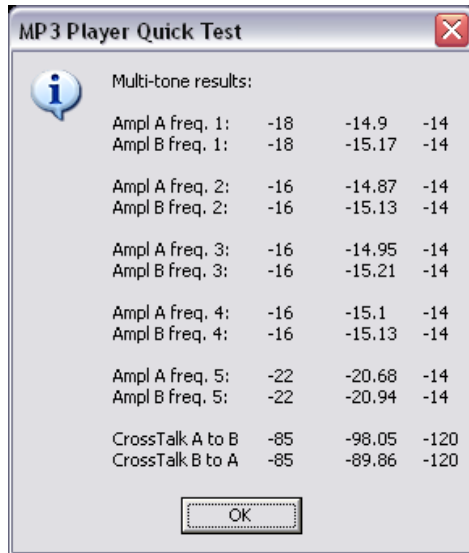 MP3 Player Quick Test
Multi-tone results:
Ampl A freq. 1: -18 -14.9 -14
Ampl B freq. 1: -18 -15.17 -14
Ampl A freq. 2: -16 -14.87 -14
Ampl B freq. 2: -16 -15.13 -14
Ampl A freq. 3: -16 -14.95 -14
Ampl B freq. 3: -16 -15.21 -14
Ampl A freq. 4: -16 -15.1 -14
Ampl B freq. 4: -16 -15.13 -14
Ampl A freq. 5: -22 -20.68 -14
Ampl B freq. 5: -22 -20.94 -14
CrossTalk A to B -85 -98.05 -120
CrossTalk B to A -85 -89.86 -120
OK